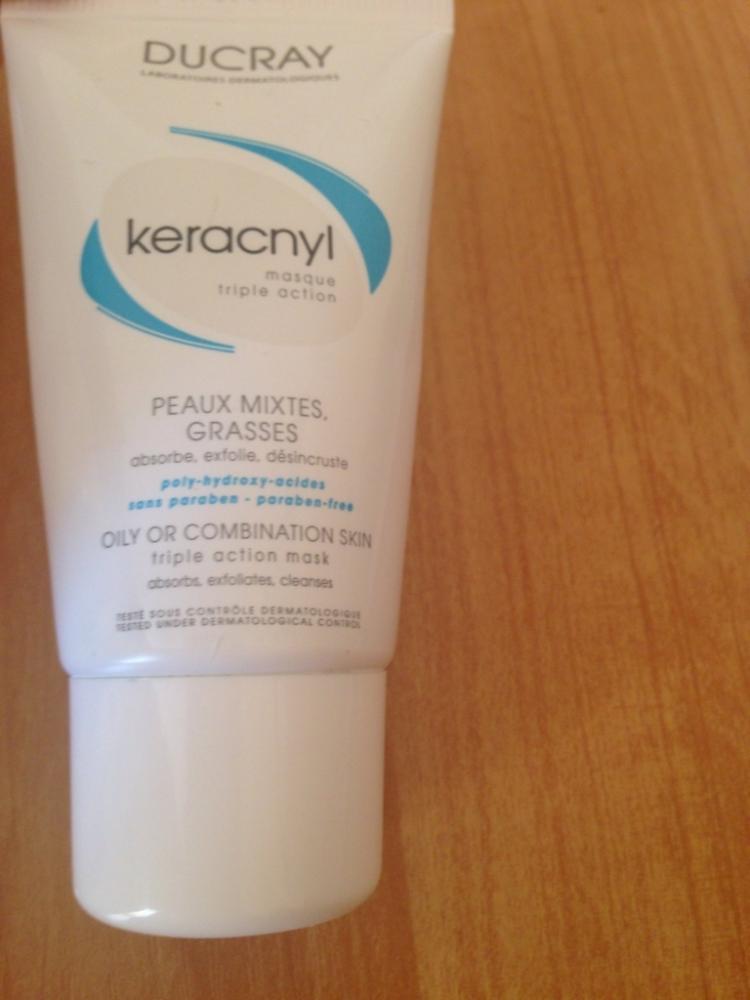 DUCRAY
LABORATOIRES DERMATOLOGIQUES
keracnyl
masque
triple action
PEAUX MIXTES,
GRASSES
absorbe, exfolie, désincruste
poly-hydroxy-acides
sans paraben - paraben-free
OILY OR COMBINATION SKIN
triple action mask
absorbs, exfoliates, cleanses
TESTÉ SOUS CONTRÔLE DERMATOLOGIQUE
TESTED UNDER DERMATOLOGICAL CONTROL